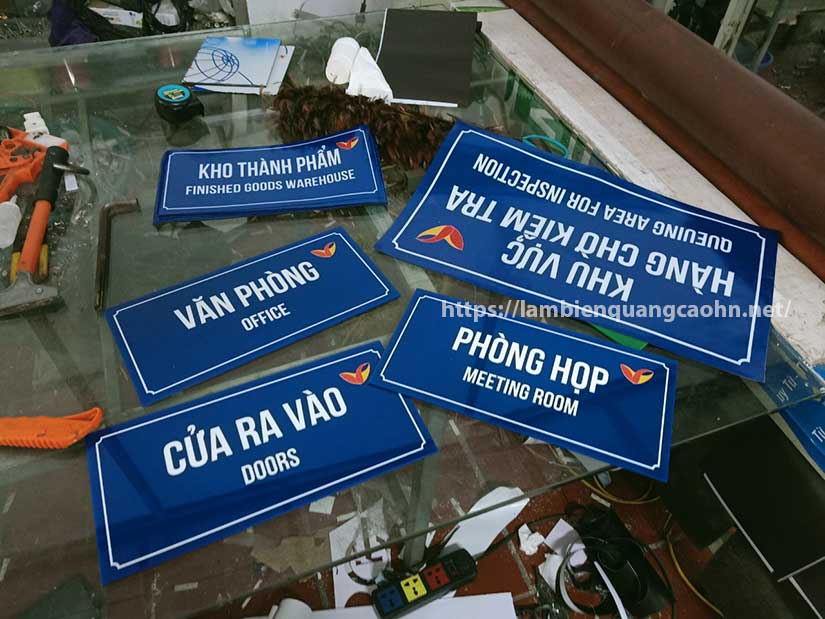 KHO THÀNH PHẨM
FINISHED GOODS WAREHOUSE
KHU VỰC
HÀNG CHỜ KIỂM TRA
QUEUING AREA FOR INSPECTION
VĂN PHÒNG
OFFICE
https://lambienquangcaohn.net/
PHÒNG HỌP
MEETING ROOM
CỬA RA VÀO
DOORS